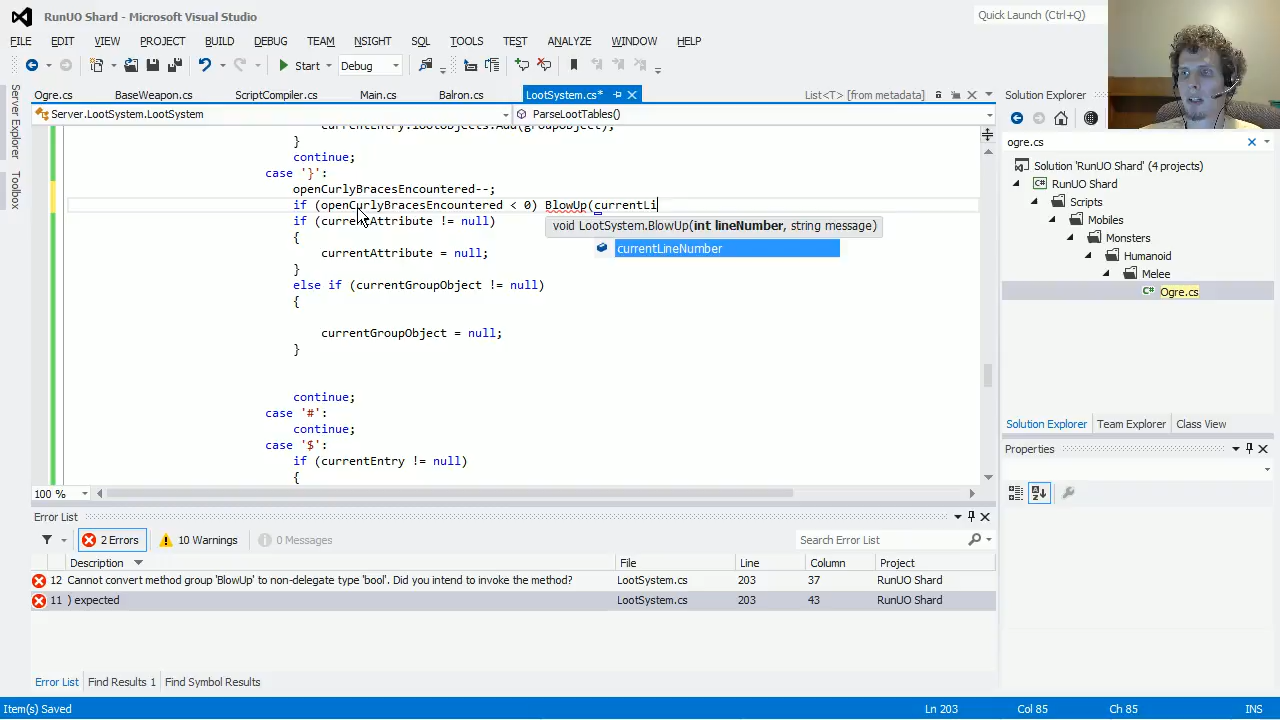 RunUO Shard - Microsoft Visual Studio
Quick Launch (Ctrl+Q)
FILE EDIT VIEW PROJECT BUILD DEBUG TEAM NSIGHT SQL TOOLS TEST ANALYZE WINDOW HELP
Start Debug
Ogre.cs BaseWeapon.cs ScriptCompiler.cs Main.cs Balron.cs LootSystem.cs* List<T> [from metadata]
Server.LootSystem.LootSystem ParseLootTables()
Server Explorer
Toolbox
currentEntry.lootObjects.Add(groupObject);
}
continue;
case '}':
openCurlyBracesEncountered--;
if (openCurlyBracesEncountered < 0) BlowUp(currentLi
void LootSystem.BlowUp(int lineNumber, string message)
currentLineNumber
if (currentAttribute != null)
{
currentAttribute = null;
}
else if (currentGroupObject != null)
{
currentGroupObject = null;
}
continue;
case '#':
continue;
case '$':
if (currentEntry != null)
{
100 %
Solution Explorer
ogre.cs
Solution 'RunUO Shard' (4 projects)
RunUO Shard
Scripts
Mobiles
Monsters
Humanoid
Melee
Ogre.cs
Solution Explorer Team Explorer Class View
Properties
Error List
2 Errors 10 Warnings 0 Messages Search Error List
Description File Line Column Project
12 Cannot convert method group 'BlowUp' to non-delegate type 'bool'. Did you intend to invoke the method? LootSystem.cs 203 37 RunUO Shard
11 ) expected LootSystem.cs 203 43 RunUO Shard
Error List Find Results 1 Find Symbol Results
Item(s) Saved Ln 203 Col 85 Ch 85 INS